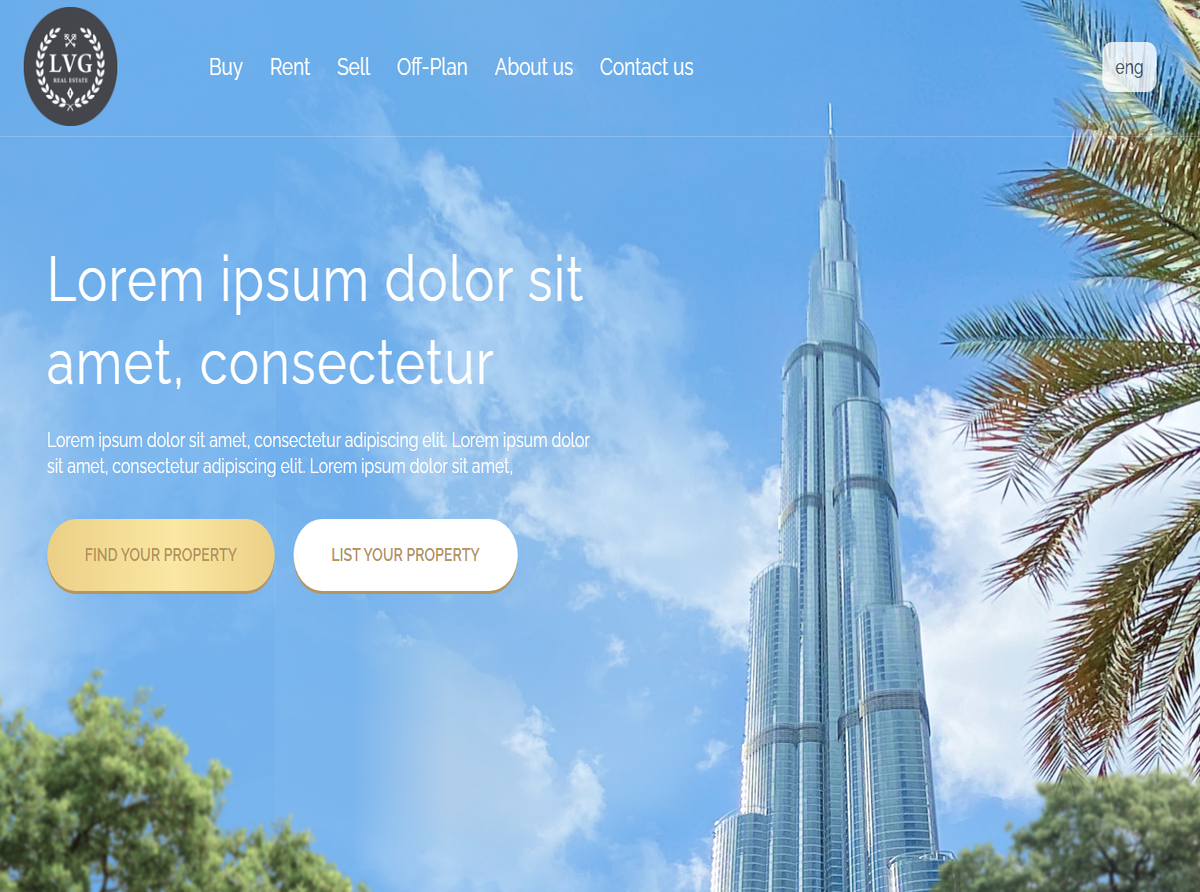 LVG
REAL ESTATE
Buy Rent Sell Off-Plan About us Contact us
eng
Lorem ipsum dolor sit
amet, consectetur
Lorem ipsum dolor sit amet, consectetur adipiscing elit. Lorem ipsum dolor
sit amet, consectetur adipiscing elit. Lorem ipsum dolor sit amet,
FIND YOUR PROPERTY
LIST YOUR PROPERTY